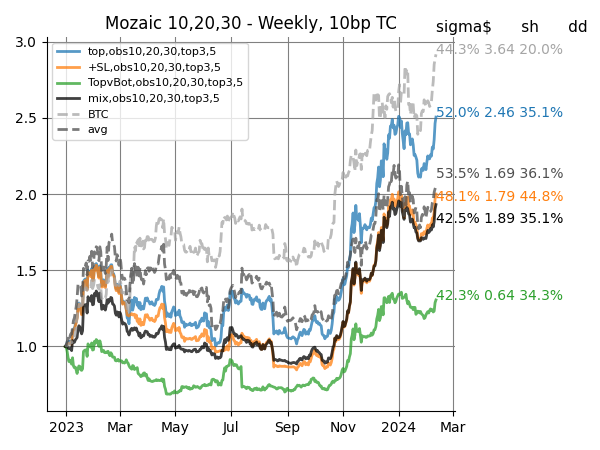 Mozaic 10,20,30 - Weekly, 10bp TC
sigma$ sh dd
top,obs10,20,30,top3,5
+SL,obs10,20,30,top3,5
TopvBot,obs10,20,30,top3,5
mix,obs10,20,30,top3,5
BTC
avg
44.3% 3.64 20.0%
52.0% 2.46 35.1%
53.5% 1.69 36.1%
48.1% 1.79 44.8%
42.5% 1.89 35.1%
42.3% 0.64 34.3%
3.0
2.5
2.0
1.5
1.0
2023 Mar May Jul Sep Nov 2024 Mar